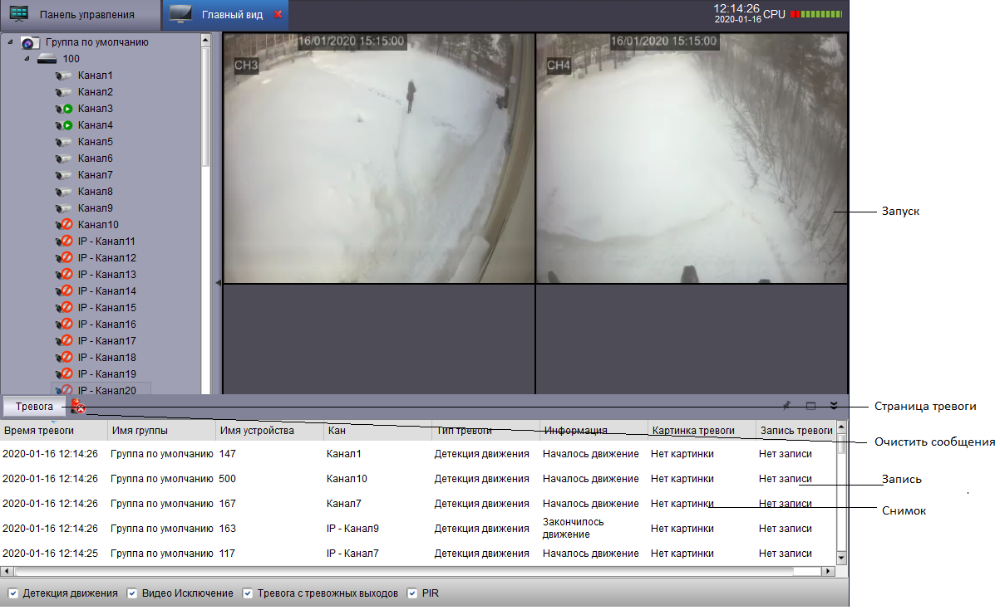 Панель управления
Главный вид
12:14:26
2020-01-16
CPU
Группа по умолчанию
100
Канал1
Канал2
Канал3
Канал4
Канал5
Канал6
Канал7
Канал8
Канал9
Канал10
IP - Канал11
IP - Канал12
IP - Канал13
IP - Канал14
IP - Канал15
IP - Канал16
IP - Канал17
IP - Канал18
IP - Канал19
IP - Канал20
16/01/2020 15:15:00
CH3
16/01/2020 15:15:00
CH4
Запуск
Тревога
Страница тревоги
Очистить сообщения
Запись
Снимок
Время тревоги Имя группы Имя устройства Кан Тип тревоги Информация Картинка тревоги Запись тревоги
2020-01-16 12:14:26 Группа по умолчанию 147 Канал1 Детекция движения Началось движение Нет картинки Нет записи
2020-01-16 12:14:26 Группа по умолчанию 500 Канал10 Детекция движения Началось движение Нет картинки Нет записи
2020-01-16 12:14:26 Группа по умолчанию 167 Канал7 Детекция движения Началось движение Нет картинки Нет записи
2020-01-16 12:14:26 Группа по умолчанию 163 IP - Канал9 Детекция движения Закончилось движение Нет картинки Нет записи
2020-01-16 12:14:25 Группа по умолчанию 117 IP - Канал7 Детекция движения Началось движение Нет картинки Нет записи
Детекция движения Видео Исключение Тревога с тревожных выходов PIR